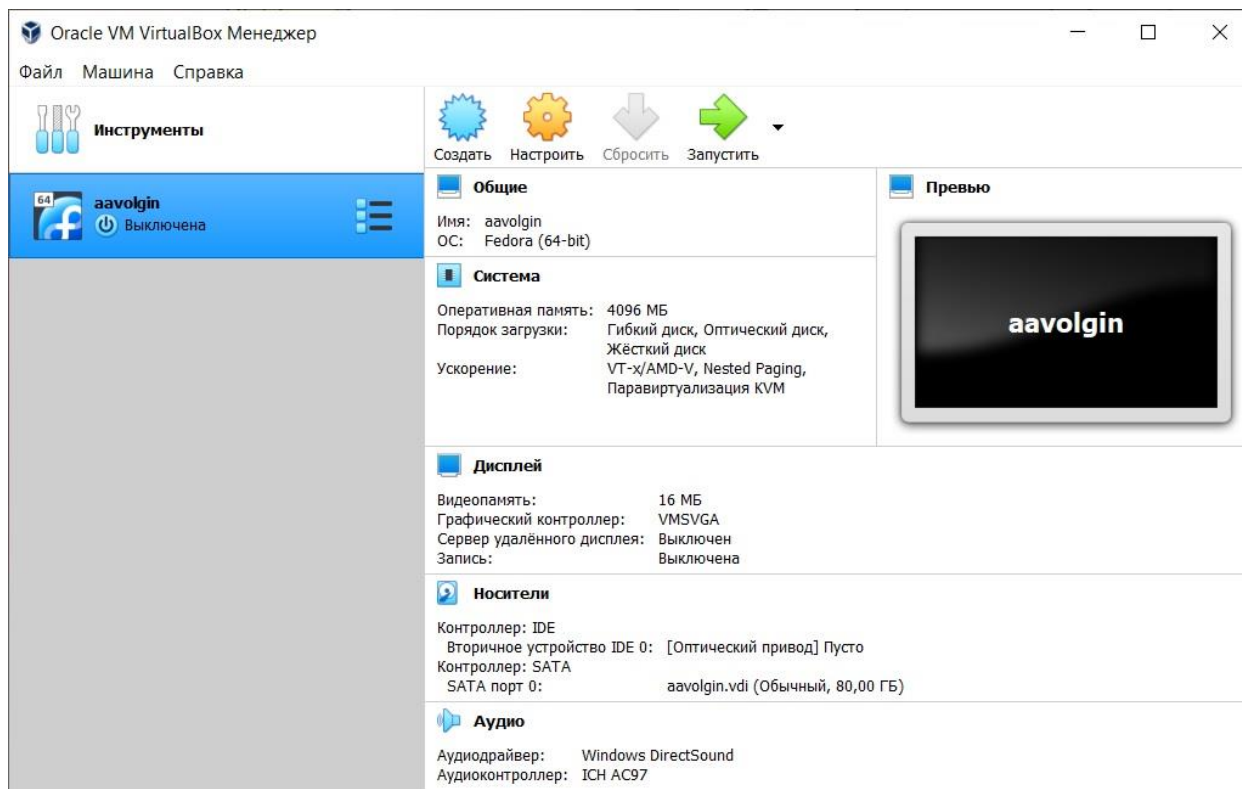 Oracle VM VirtualBox Менеджер
Файл Машина Справка
Инструменты
Создать Настроить Сбросить Запустить
64
aavolgin
Выключена
Общие
Имя: aavolgin
ОС: Fedora (64-bit)
Превью
aavolgin
Система
Оперативная память: 4096 МБ
Порядок загрузки: Гибкий диск, Оптический диск,
Жёсткий диск
Ускорение: VT-x/AMD-V, Nested Paging,
Паравиртуализация KVM
Дисплей
Видеопамять: 16 МБ
Графический контроллер: VMSVGA
Сервер удалённого дисплея: Выключен
Запись: Выключена
Носители
Контроллер: IDE
Вторичное устройство IDE 0: [Оптический привод] Пусто
Контроллер: SATA
SATA порт 0: aavolgin.vdi (Обычный, 80,00 ГБ)
Аудио
Аудиодрайвер: Windows DirectSound
Аудиоконтроллер: ICH AC97